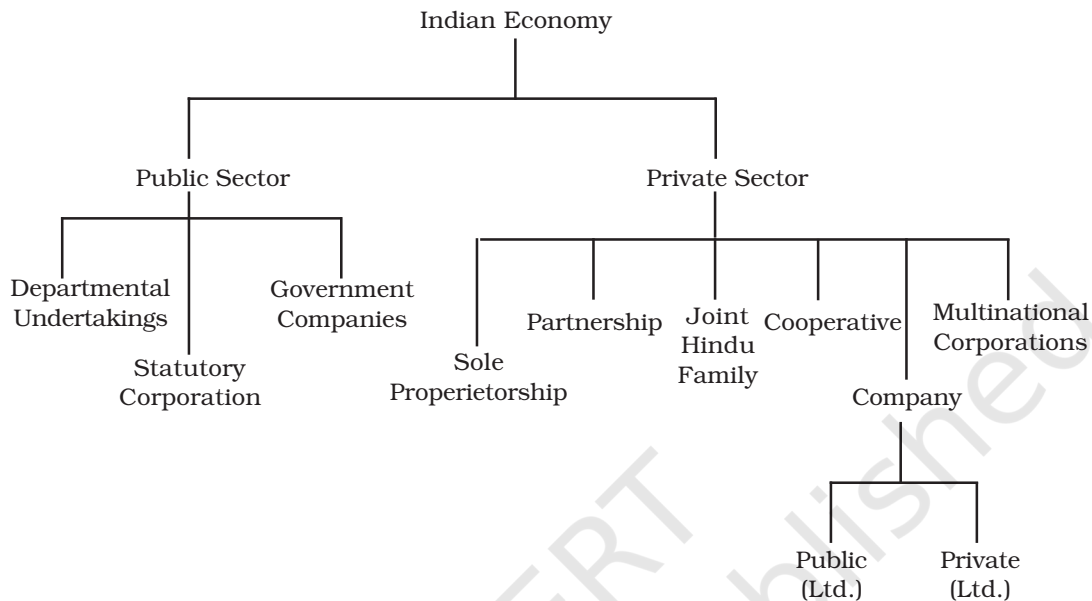 Indian Economy
Public Sector
Private Sector
Departmental
Undertakings
Statutory
Corporation
Government
Companies
Sole
Properietorship
Partnership
Joint
Hindu
Family
Cooperative
Company
Multinational
Corporations
Public
(Ltd.)
Private
(Ltd.)